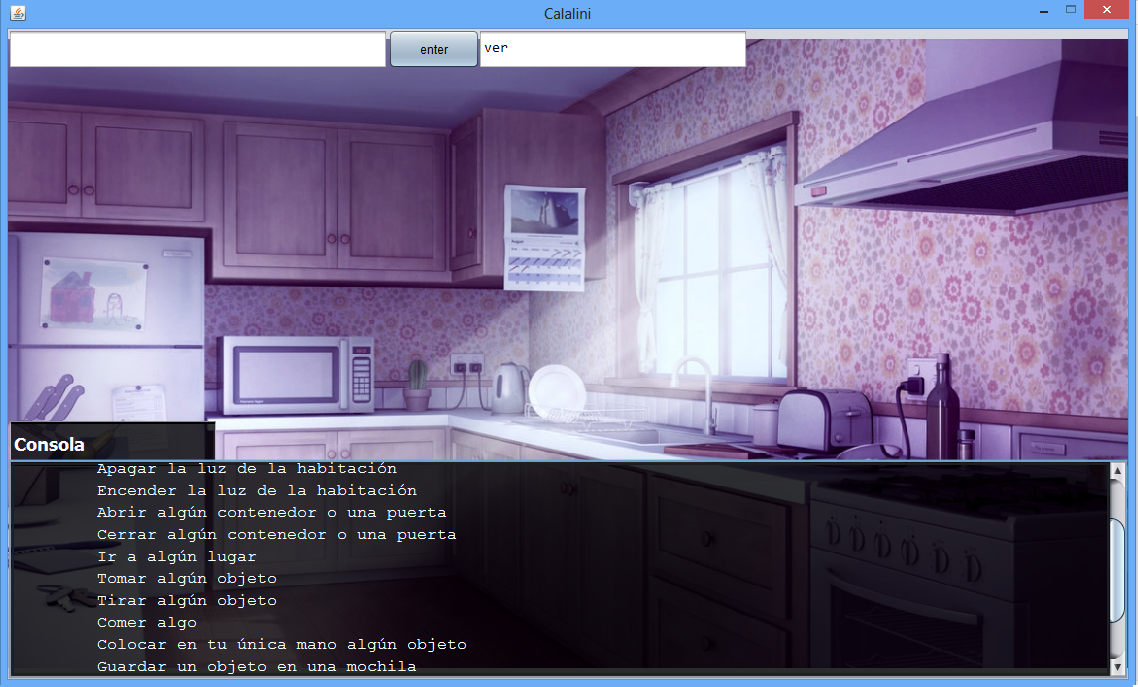 Calalini
enter
ver
August
Consola
Apagar la luz de la habitación
Encender la luz de la habitación
Abrir algún contenedor o una puerta
Cerrar algún contenedor o una puerta
Ir a algún lugar
Tomar algún objeto
Tirar algún objeto
Comer algo
Colocar en tu única mano algún objeto
Guardar un objeto en una mochila